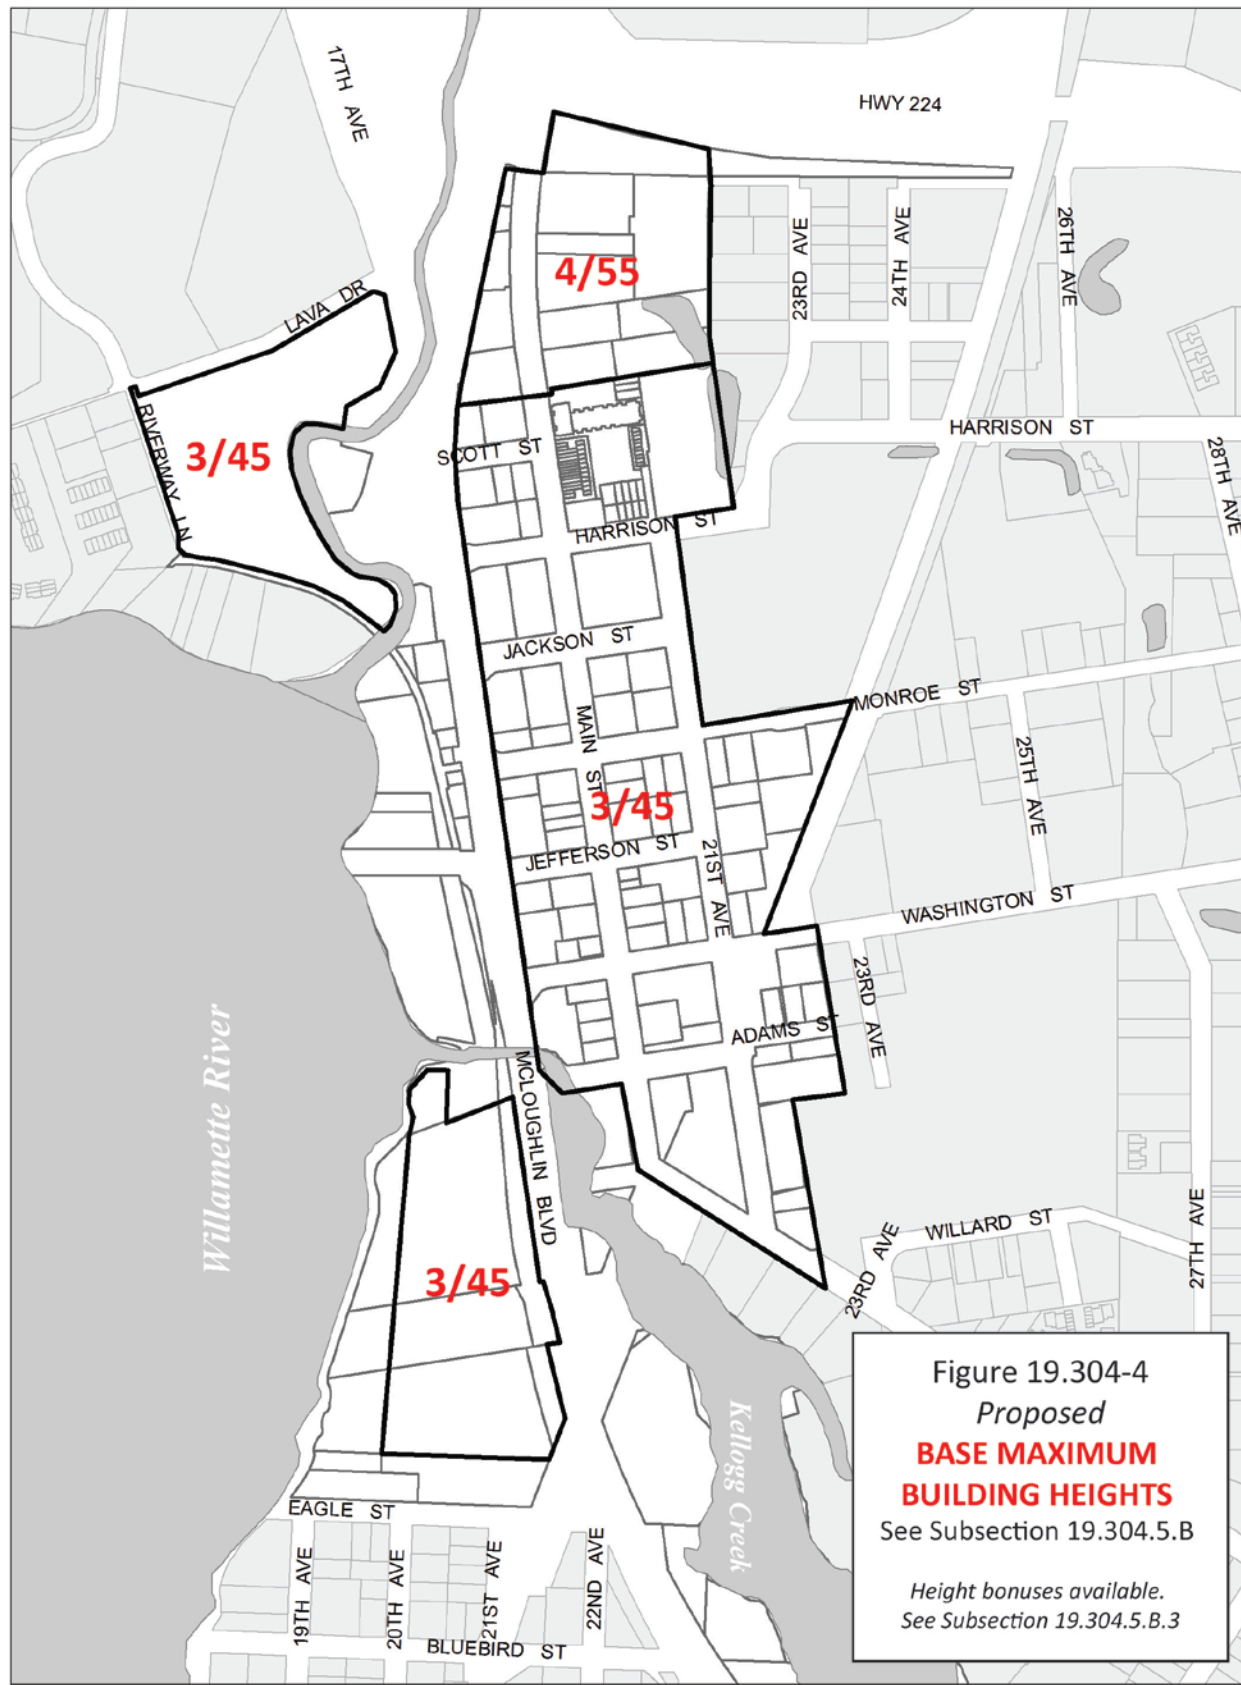 17TH AVE
HWY 224
26TH AVE
23RD AVE
24TH AVE
4/55
LAVA DR
RIVERWAY LN
3/45
SCOTT ST
HARRISON ST
HARRISON ST
28TH AVE
JACKSON ST
MONROE ST
MAIN ST
25TH AVE
3/45
JEFFERSON ST
21ST AVE
WASHINGTON ST
23RD AVE
ADAMS ST
Willamette River
MCLOUGHLIN BLVD
WILLARD ST
27TH AVE
23RD AVE
3/45
Kellogg Creek
EAGLE ST
19TH AVE
20TH AVE
21ST AVE
22ND AVE
BLUEBIRD ST
Figure 19.304-4
Proposed
BASE MAXIMUM
BUILDING HEIGHTS
See Subsection 19.304.5.B
Height bonuses available.
See Subsection 19.304.5.B.3